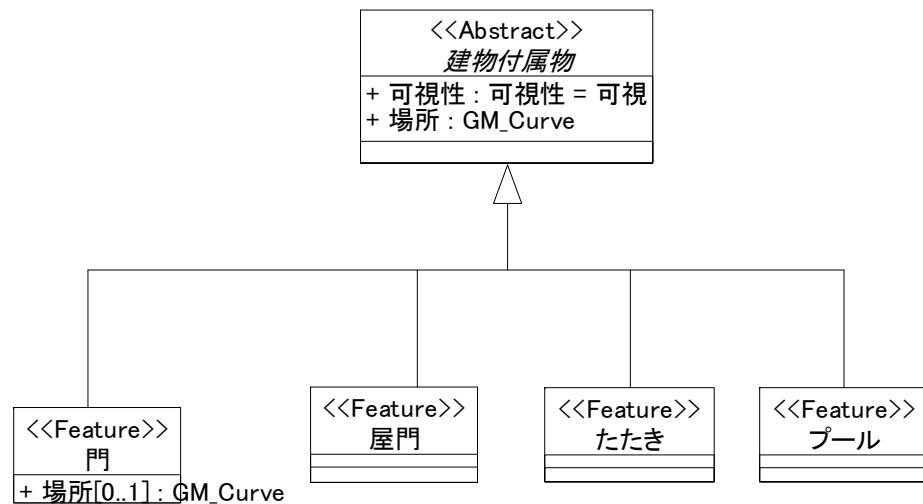 <<Abstract>>
建物付属物
+ 可視性 : 可視性 = 可視
+ 場所 : GM_Curve
<<Feature>>
門
+ 場所[0..1] : GM_Curve
<<Feature>>
屋門
<<Feature>>
たたき
<<Feature>>
プール